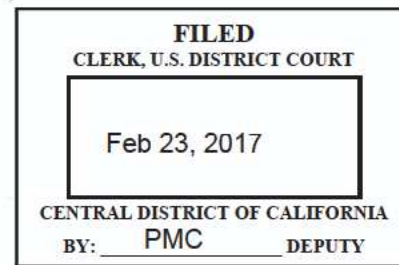 FILED
CLERK, U.S. DISTRICT COURT
Feb 23, 2017
CENTRAL DISTRICT OF CALIFORNIA
BY: PMC DEPUTY